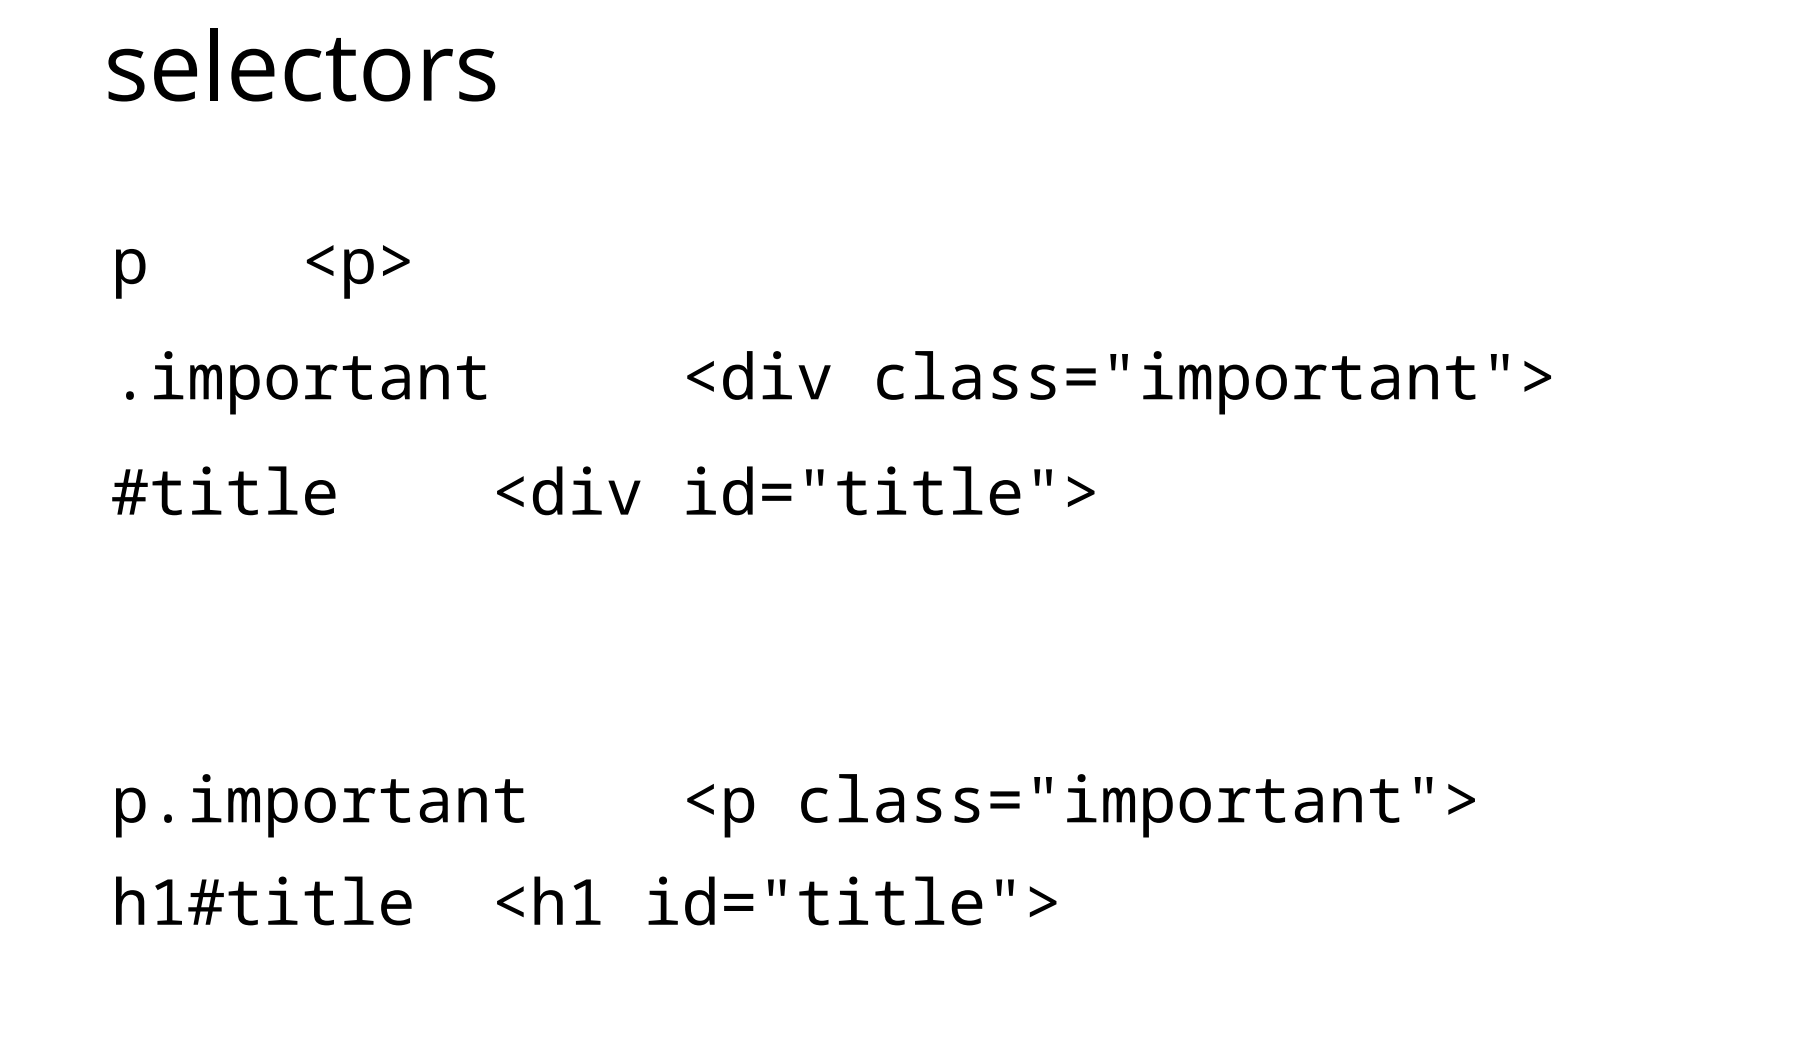 selectors
p <p>
.important <div class="important">
#title <div id="title">
p.important <p class="important">
h1#title <h1 id="title">